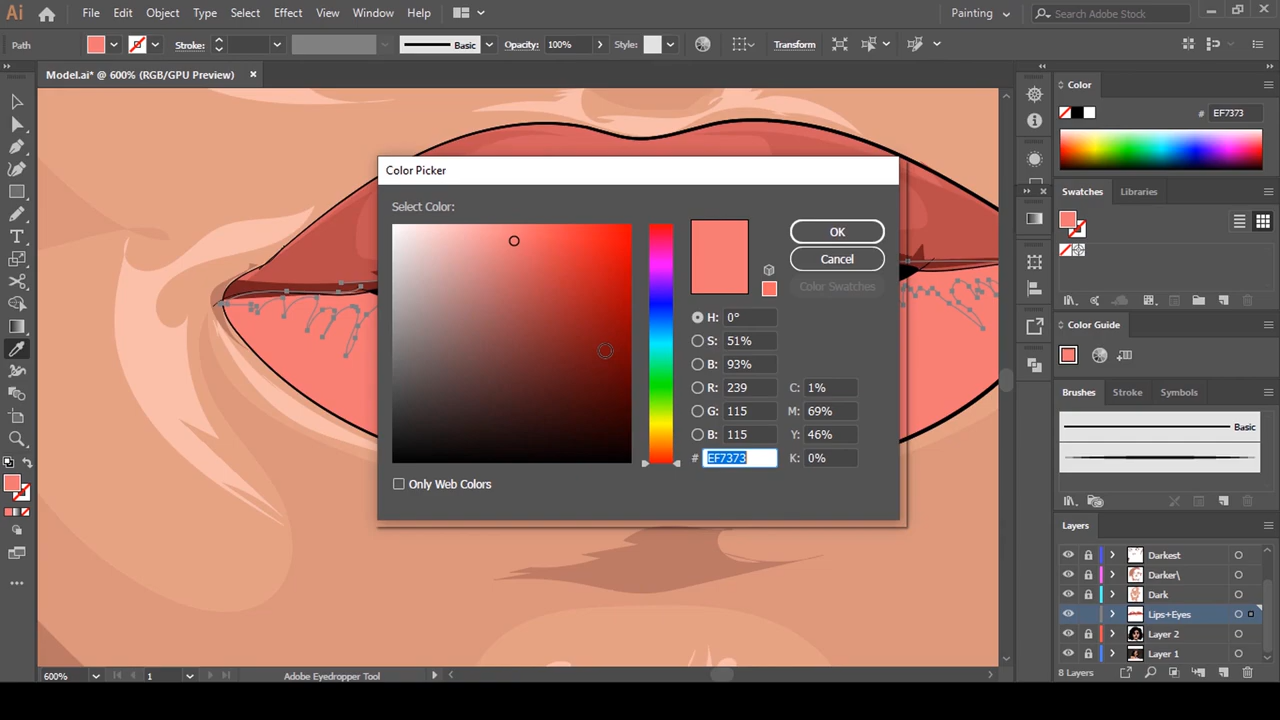 Ai File Edit Object Type Select Effect View Window Help Painting Search Adobe Stock
Path Stroke: Basic Opacity: 100% Style: Transform
Model.ai* @ 600% (RGB/GPU Preview) ×
Color
# EF7373
Swatches Libraries
Color Guide
Brushes Stroke Symbols
Basic
Layers
Darkest
Darker\
Dark
Lips+Eyes
Layer 2
Layer 1
8 Layers
Color Picker
Select Color:
OK
Cancel
Color Swatches
H: 0°
S: 51%
B: 93%
R: 239 C: 1%
G: 115 M: 69%
B: 115 Y: 46%
# EF7373 K: 0%
Only Web Colors
600% 1 Adobe Eyedropper Tool